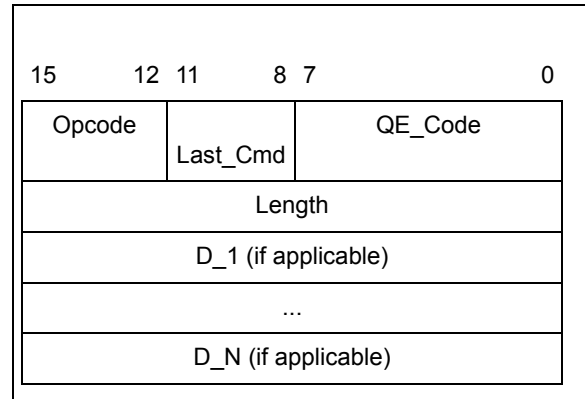 15 12 11 8 7 0
Opcode QE_Code
Last_Cmd
Length
D_1 (if applicable)
...
D_N (if applicable)